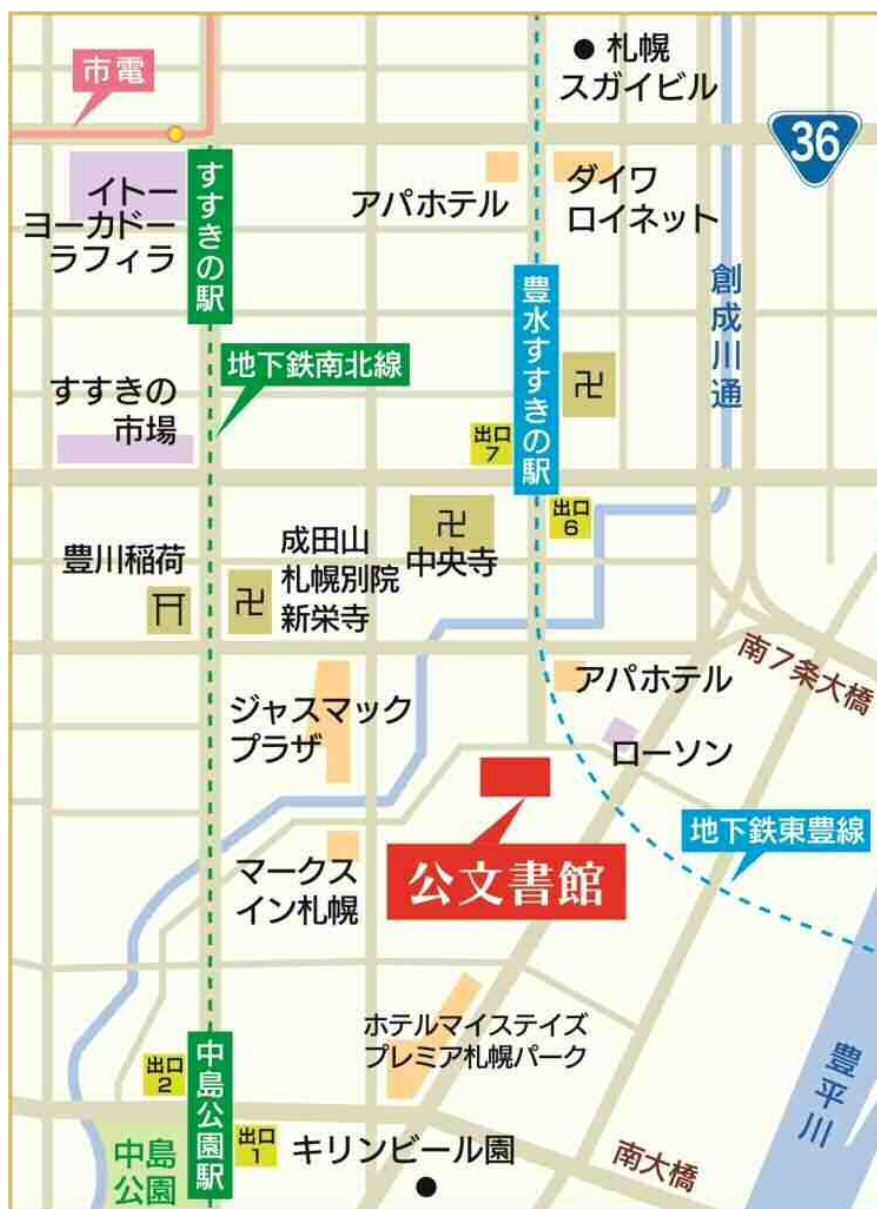 市電
札幌
スガイビル
36
イトー
ヨーカドー
ラフィラ
すすきの駅
アパホテル
ダイワ
ロイネット
豊水すすきの駅
創成川通
地下鉄南北線
すすきの
市場
出口
7
卍
出口
6
豊川稲荷
卍
成田山
札幌別院
新栄寺
卍
中央寺
南7条大橋
ジャスマック
プラザ
アパホテル
ローソン
地下鉄東豊線
マークス
イン札幌
公文書館
ホテルマイステイズ
プレミア札幌パーク
豊平川
出口
2
中島公園駅
中島
公園
出口
1
キリンビール園
南大橋